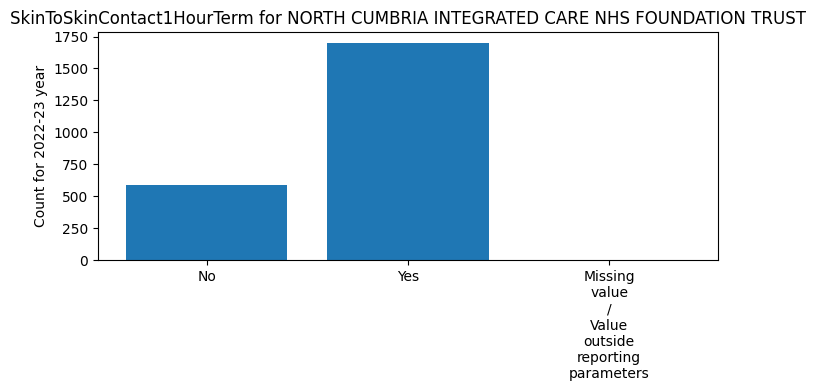 SkinToSkinContact1HourTerm for NORTH CUMBRIA INTEGRATED CARE NHS FOUNDATION TRUST
Count for 2022-23 year
1750
1500
1250
1000
750
500
250
0
No
Yes
Missing
value
/
Value
outside
reporting
parameters